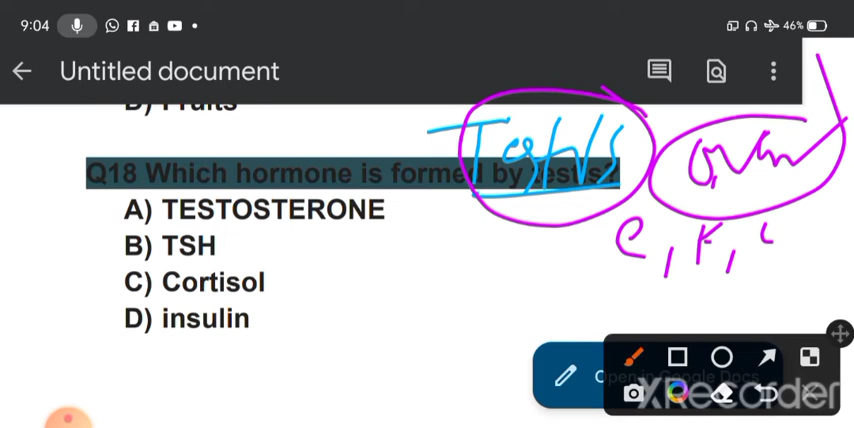 9:04 46%
Untitled document
D) Fruits
Testis
Q18 Which hormone is formed by testis?
A) TESTOSTERONE
B) TSH
C) Cortisol
D) insulin
Open in Google Docs
XRecorder